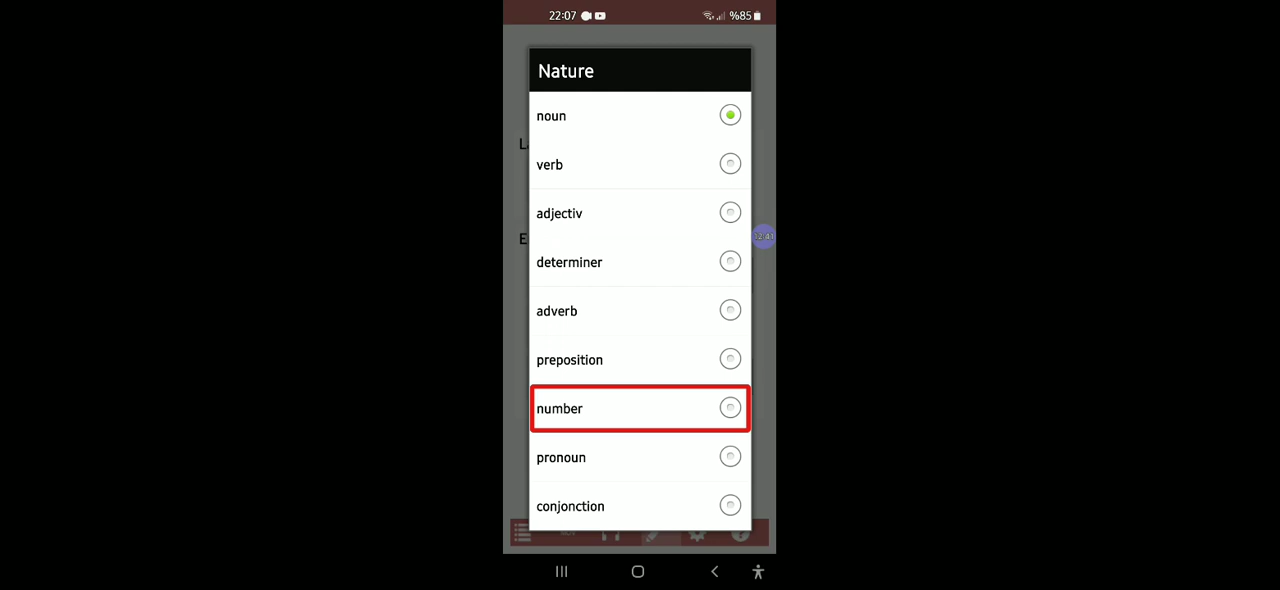 22:07 %85
Nature
noun
verb
adjectiv
determiner
adverb
preposition
number
pronoun
conjonction